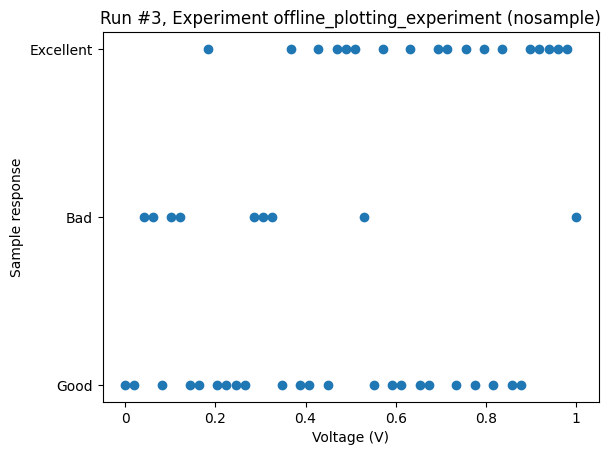 Run #3, Experiment offline_plotting_experiment (nosample)
Excellent
Bad
Good
Sample response
0
0.2
0.4
0.6
0.8
1
Voltage (V)